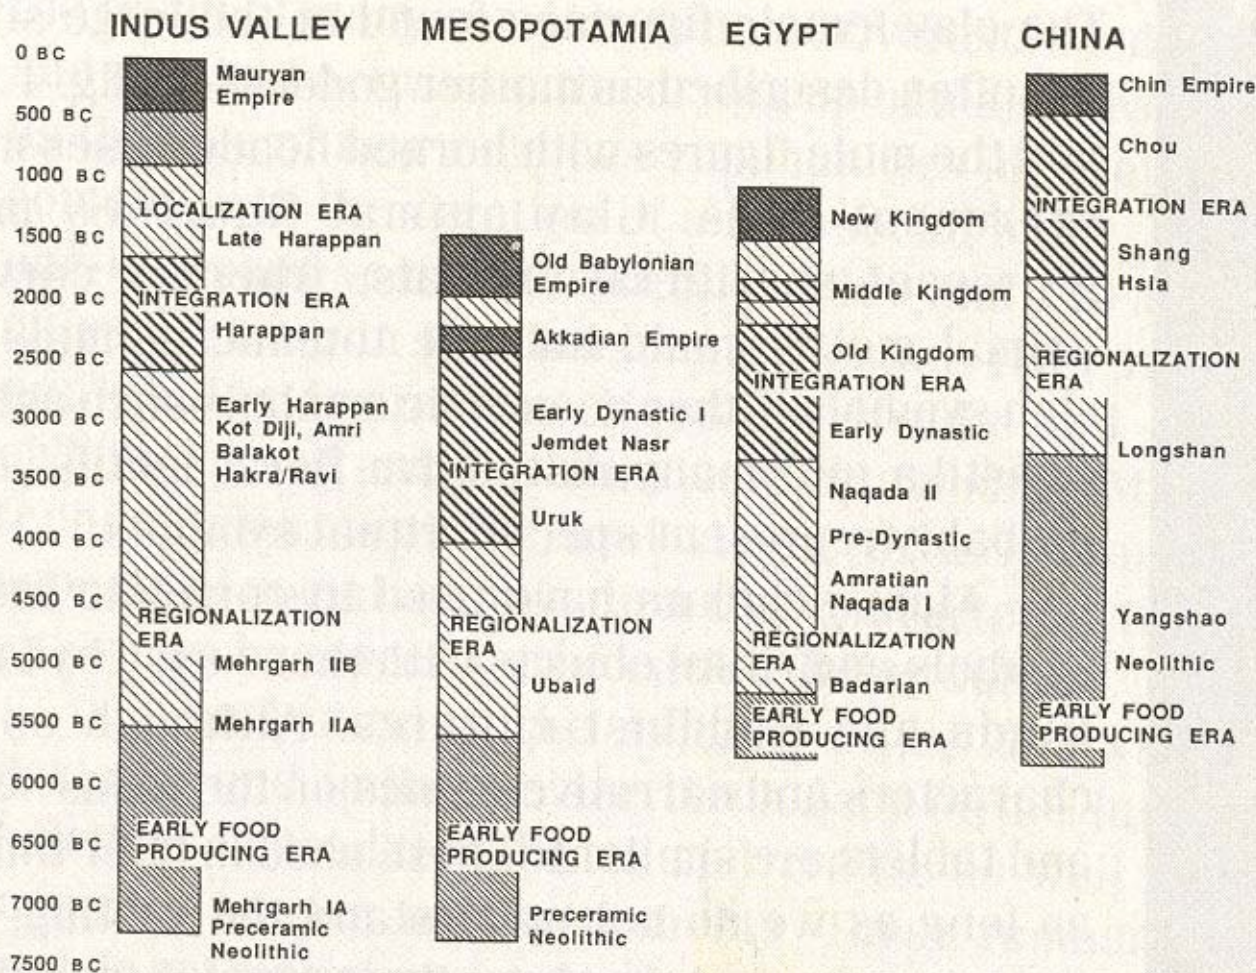 INDUS VALLEY
MESOPOTAMIA
EGYPT
CHINA
0 BC
500 BC
1000 BC
1500 BC
2000 BC
2500 BC
3000 BC
3500 BC
4000 BC
4500 BC
5000 BC
5500 BC
6000 BC
6500 BC
7000 BC
7500 BC
Mauryan
Empire
LOCALIZATION ERA
Late Harappan
INTEGRATION ERA
Harappan
Early Harappan
Kot Diji, Amri
Balakot
Hakra/Ravi
REGIONALIZATION
ERA
Mehrgarh IIB
Mehrgarh IIA
EARLY FOOD
PRODUCING ERA
Mehrgarh IA
Preceramic
Neolithic
Old Babylonian
Empire
Akkadian Empire
Early Dynastic I
Jemdet Nasr
INTEGRATION ERA
Uruk
REGIONALIZATION
ERA
Ubaid
EARLY FOOD
PRODUCING ERA
Preceramic
Neolithic
New Kingdom
Middle Kingdom
Old Kingdom
INTEGRATION ERA
Early Dynastic
Naqada II
Pre-Dynastic
Amratian
Naqada I
REGIONALIZATION
ERA
Badarian
EARLY FOOD
PRODUCING ERA
Chin Empire
Chou
INTEGRATION ERA
Shang
Hsia
REGIONALIZATION
ERA
Longshan
Yangshao
Neolithic
EARLY FOOD
PRODUCING ERA